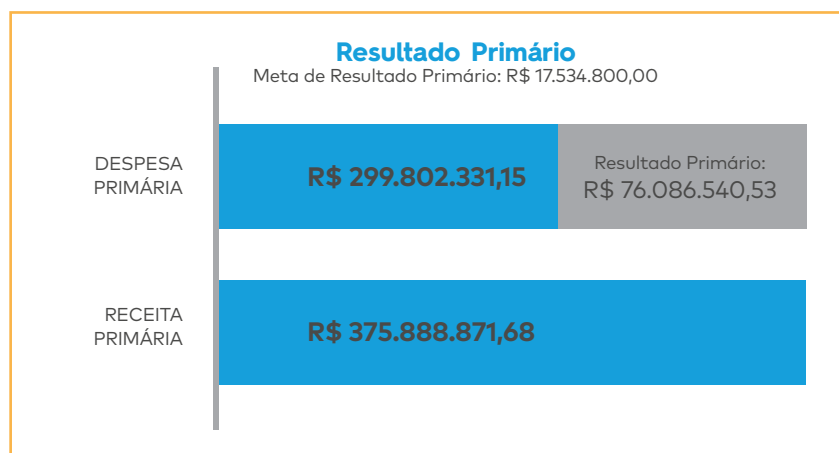 Resultado Primário
Meta de Resultado Primário: R$ 17.534.800,00
DESPESA
PRIMÁRIA
R$ 299.802.331,15
Resultado Primário:
R$ 76.086.540,53
RECEITA
PRIMÁRIA
R$ 375.888.871,68